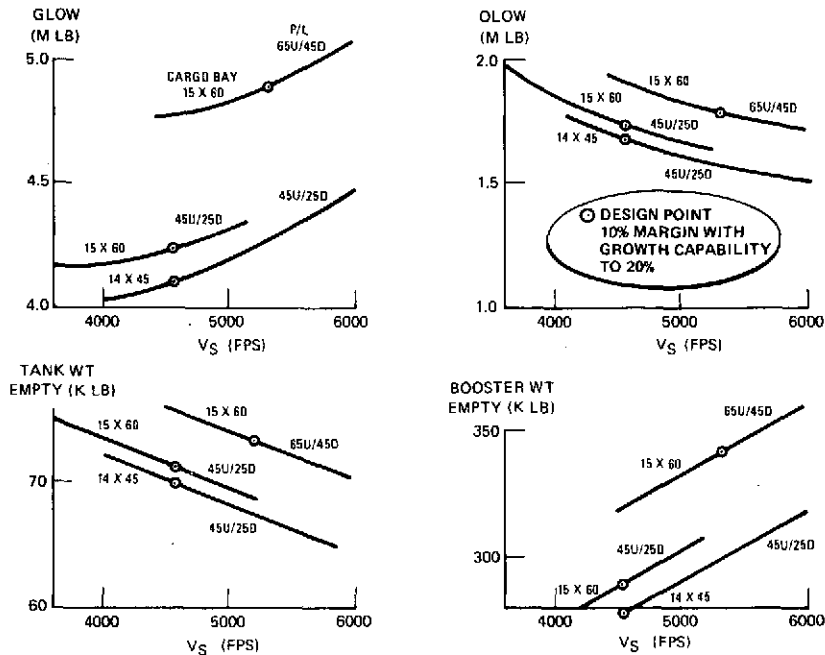 GLOW
(M LB)
5.0
4.5
4.0
4000
5000
6000
VS (FPS)
CARGO BAY
15 X 60
P/L
65U/45D
15 X 60
45U/25D
14 X 45
45U/25D
OLOW
(M LB)
2.0
1.5
1.0
4000
5000
6000
VS (FPS)
15 X 60
65U/45D
15 X 60
45U/25D
14 X 45
45U/25D
DESIGN POINT
10% MARGIN WITH
GROWTH CAPABILITY
TO 20%
TANK WT
EMPTY (K LB)
70
60
4000
5000
6000
VS (FPS)
15 X 60
65U/45D
15 X 60
45U/25D
14 X 45
45U/25D
BOOSTER WT
EMPTY (K LB)
350
300
4000
5000
6000
VS (FPS)
65U/45D
15 X 60
45U/25D
15 X 60
45U/25D
14 X 45